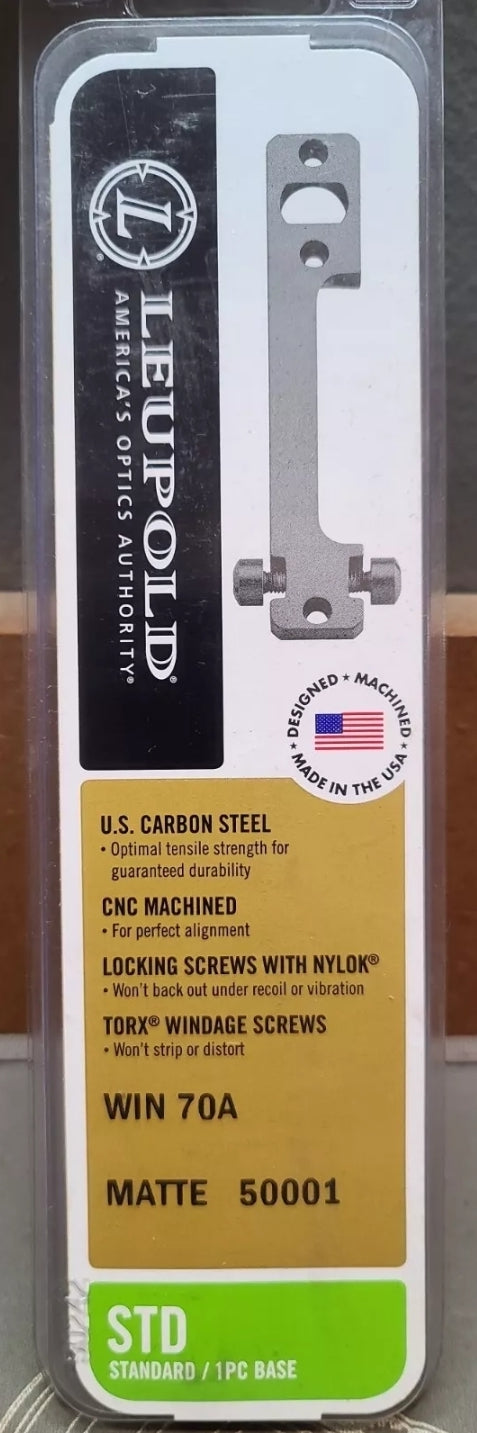 L
LEUPOLD®
AMERICA'S OPTICS AUTHORITY®
DESIGNED ★ MACHINED
★ MADE IN THE USA ★
U.S. CARBON STEEL
• Optimal tensile strength for
guaranteed durability
CNC MACHINED
• For perfect alignment
LOCKING SCREWS WITH NYLOK®
• Won't back out under recoil or vibration
TORX® WINDAGE SCREWS
• Won't strip or distort
WIN 70A
MATTE 50001
STD
STANDARD / 1PC BASE